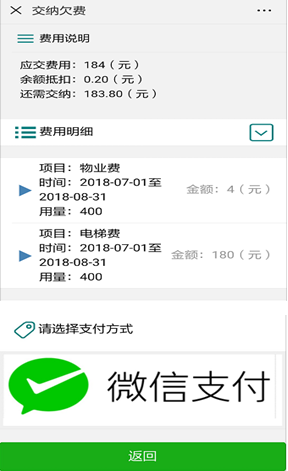 交纳欠费
费用说明
应交费用：184（元）
余额抵扣：0.20（元）
还需交纳：183.80（元）
费用明细
项目：物业费
时间：2018-07-01至
2018-08-31
用量：400
金额：4（元）
项目：电梯费
时间：2018-07-01至
2018-08-31
用量：400
金额：180（元）
请选择支付方式
微信支付
返回